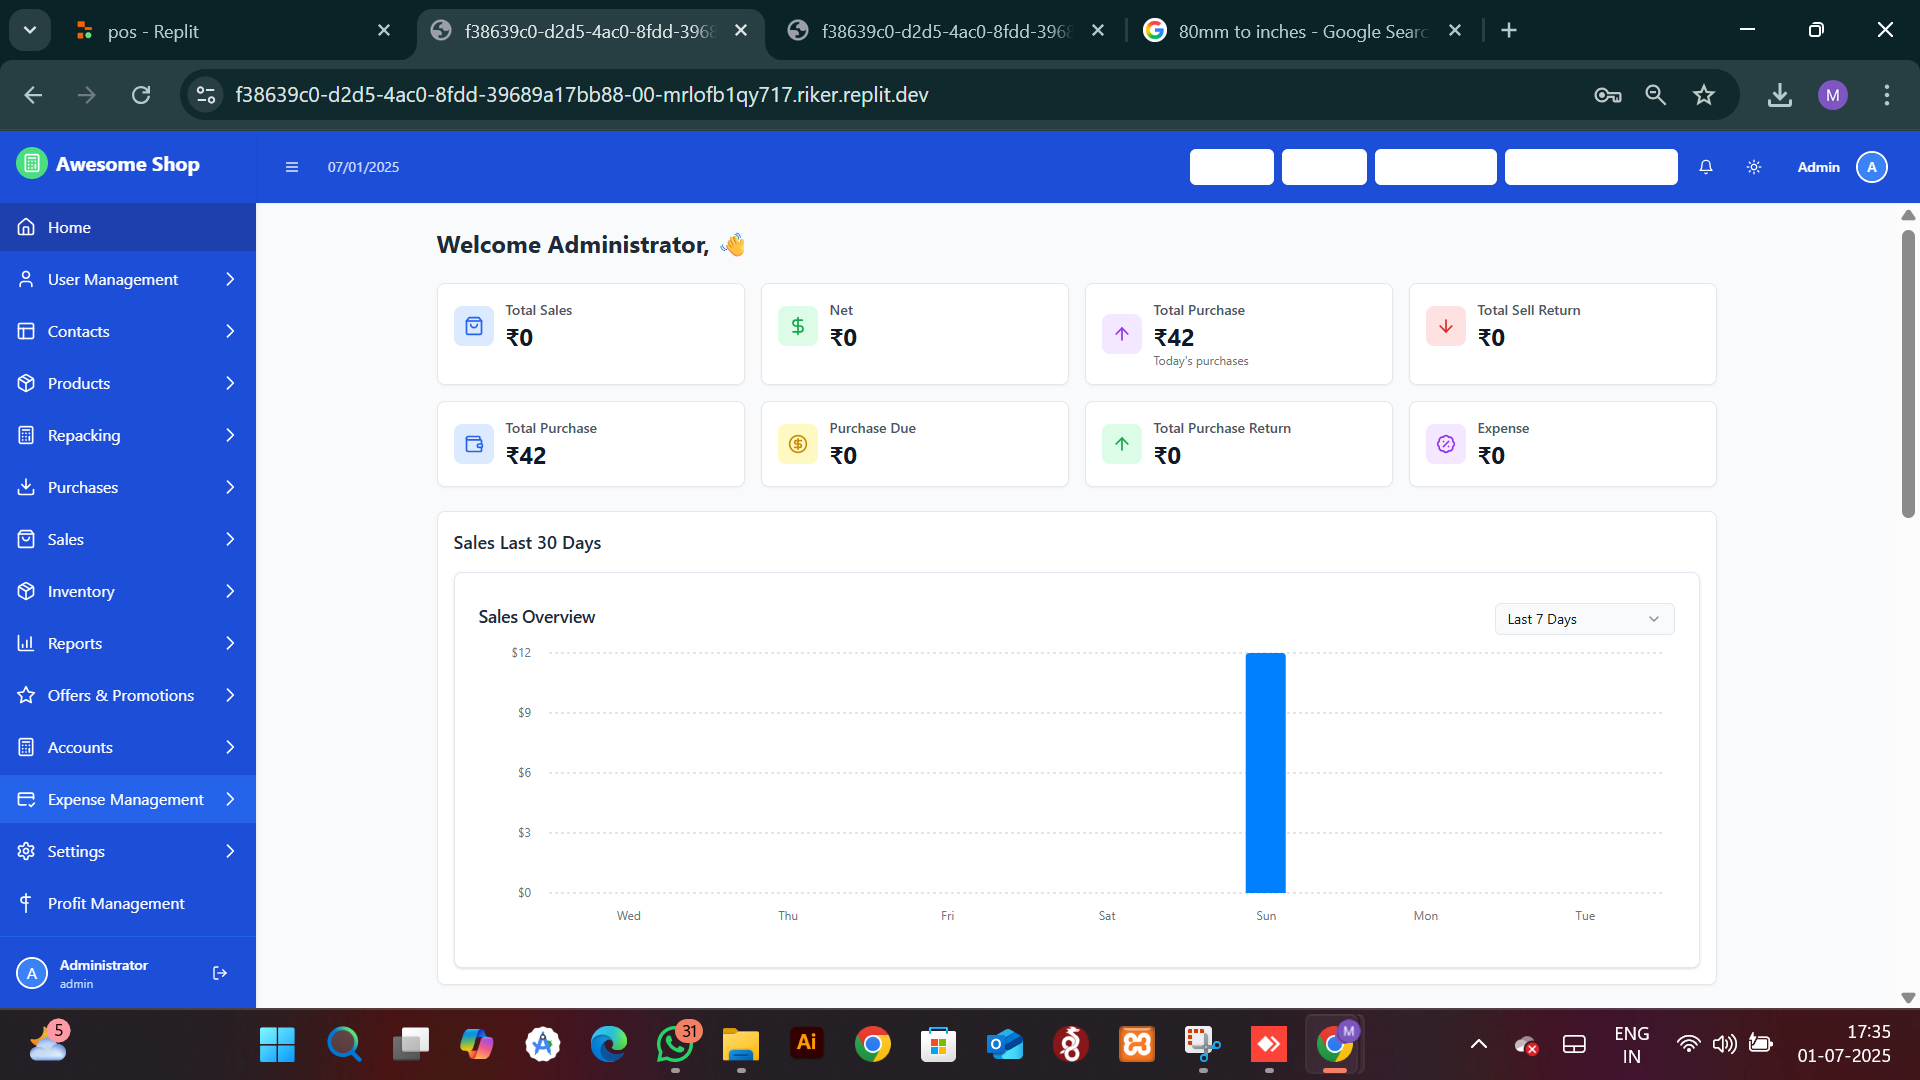 pos - Replit
f38639c0-d2d5-4ac0-8fdd-3968
f38639c0-d2d5-4ac0-8fdd-3968
80mm to inches - Google Searc
f38639c0-d2d5-4ac0-8fdd-39689a17bb88-00-mrlofb1qy717.riker.replit.dev
M
Awesome Shop
07/01/2025
Admin
A
Home
User Management
Contacts
Products
Repacking
Purchases
Sales
Inventory
Reports
Offers & Promotions
Accounts
Expense Management
Settings
Profit Management
A
Administrator
admin
Welcome Administrator, 👋
Total Sales
₹0
Net
₹0
Total Purchase
₹42
Today's purchases
Total Sell Return
₹0
Total Purchase
₹42
Purchase Due
₹0
Total Purchase Return
₹0
Expense
₹0
Sales Last 30 Days
Sales Overview
Last 7 Days
$12
$9
$6
$3
$0
Wed
Thu
Fri
Sat
Sun
Mon
Tue
5
31
Ai
M
ENG
IN
17:35
01-07-2025